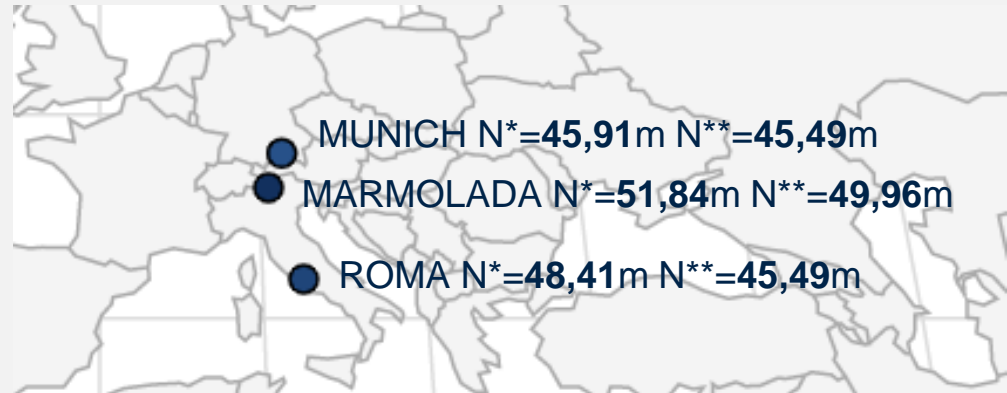 MUNICH N*=45,91m N**=45,49m
MARMOLADA N*=51,84m N**=49,96m
ROMA N*=48,41m N**=45,49m